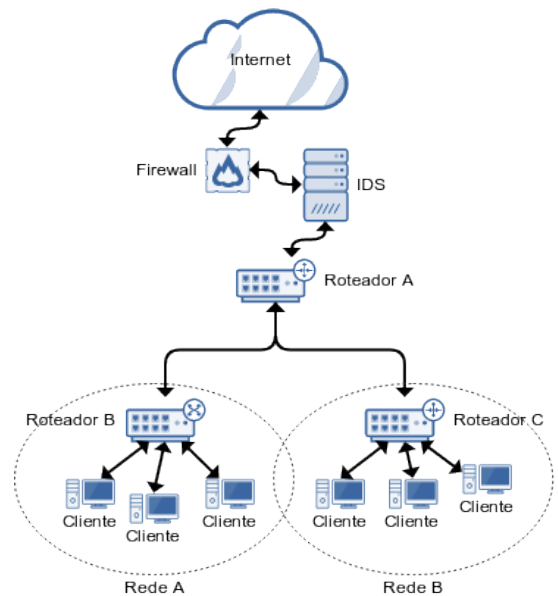 Internet
Firewall
IDS
Roteador A
Roteador B
Roteador C
Cliente
Cliente
Cliente
Cliente
Cliente
Cliente
Rede A
Rede B